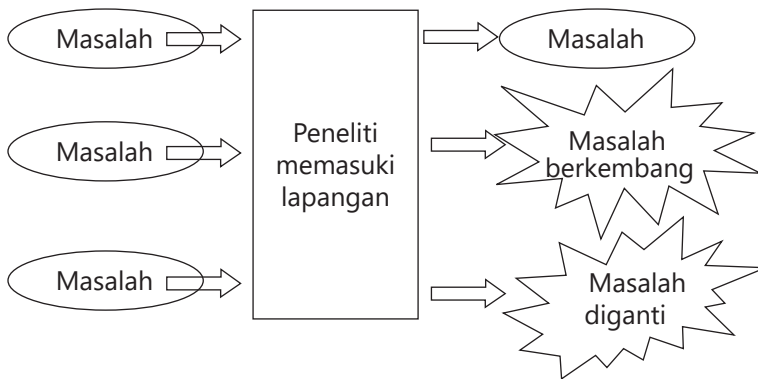 Masalah
Masalah
Masalah
Peneliti
memasuki
lapangan
Masalah
Masalah
berkembang
Masalah
diganti